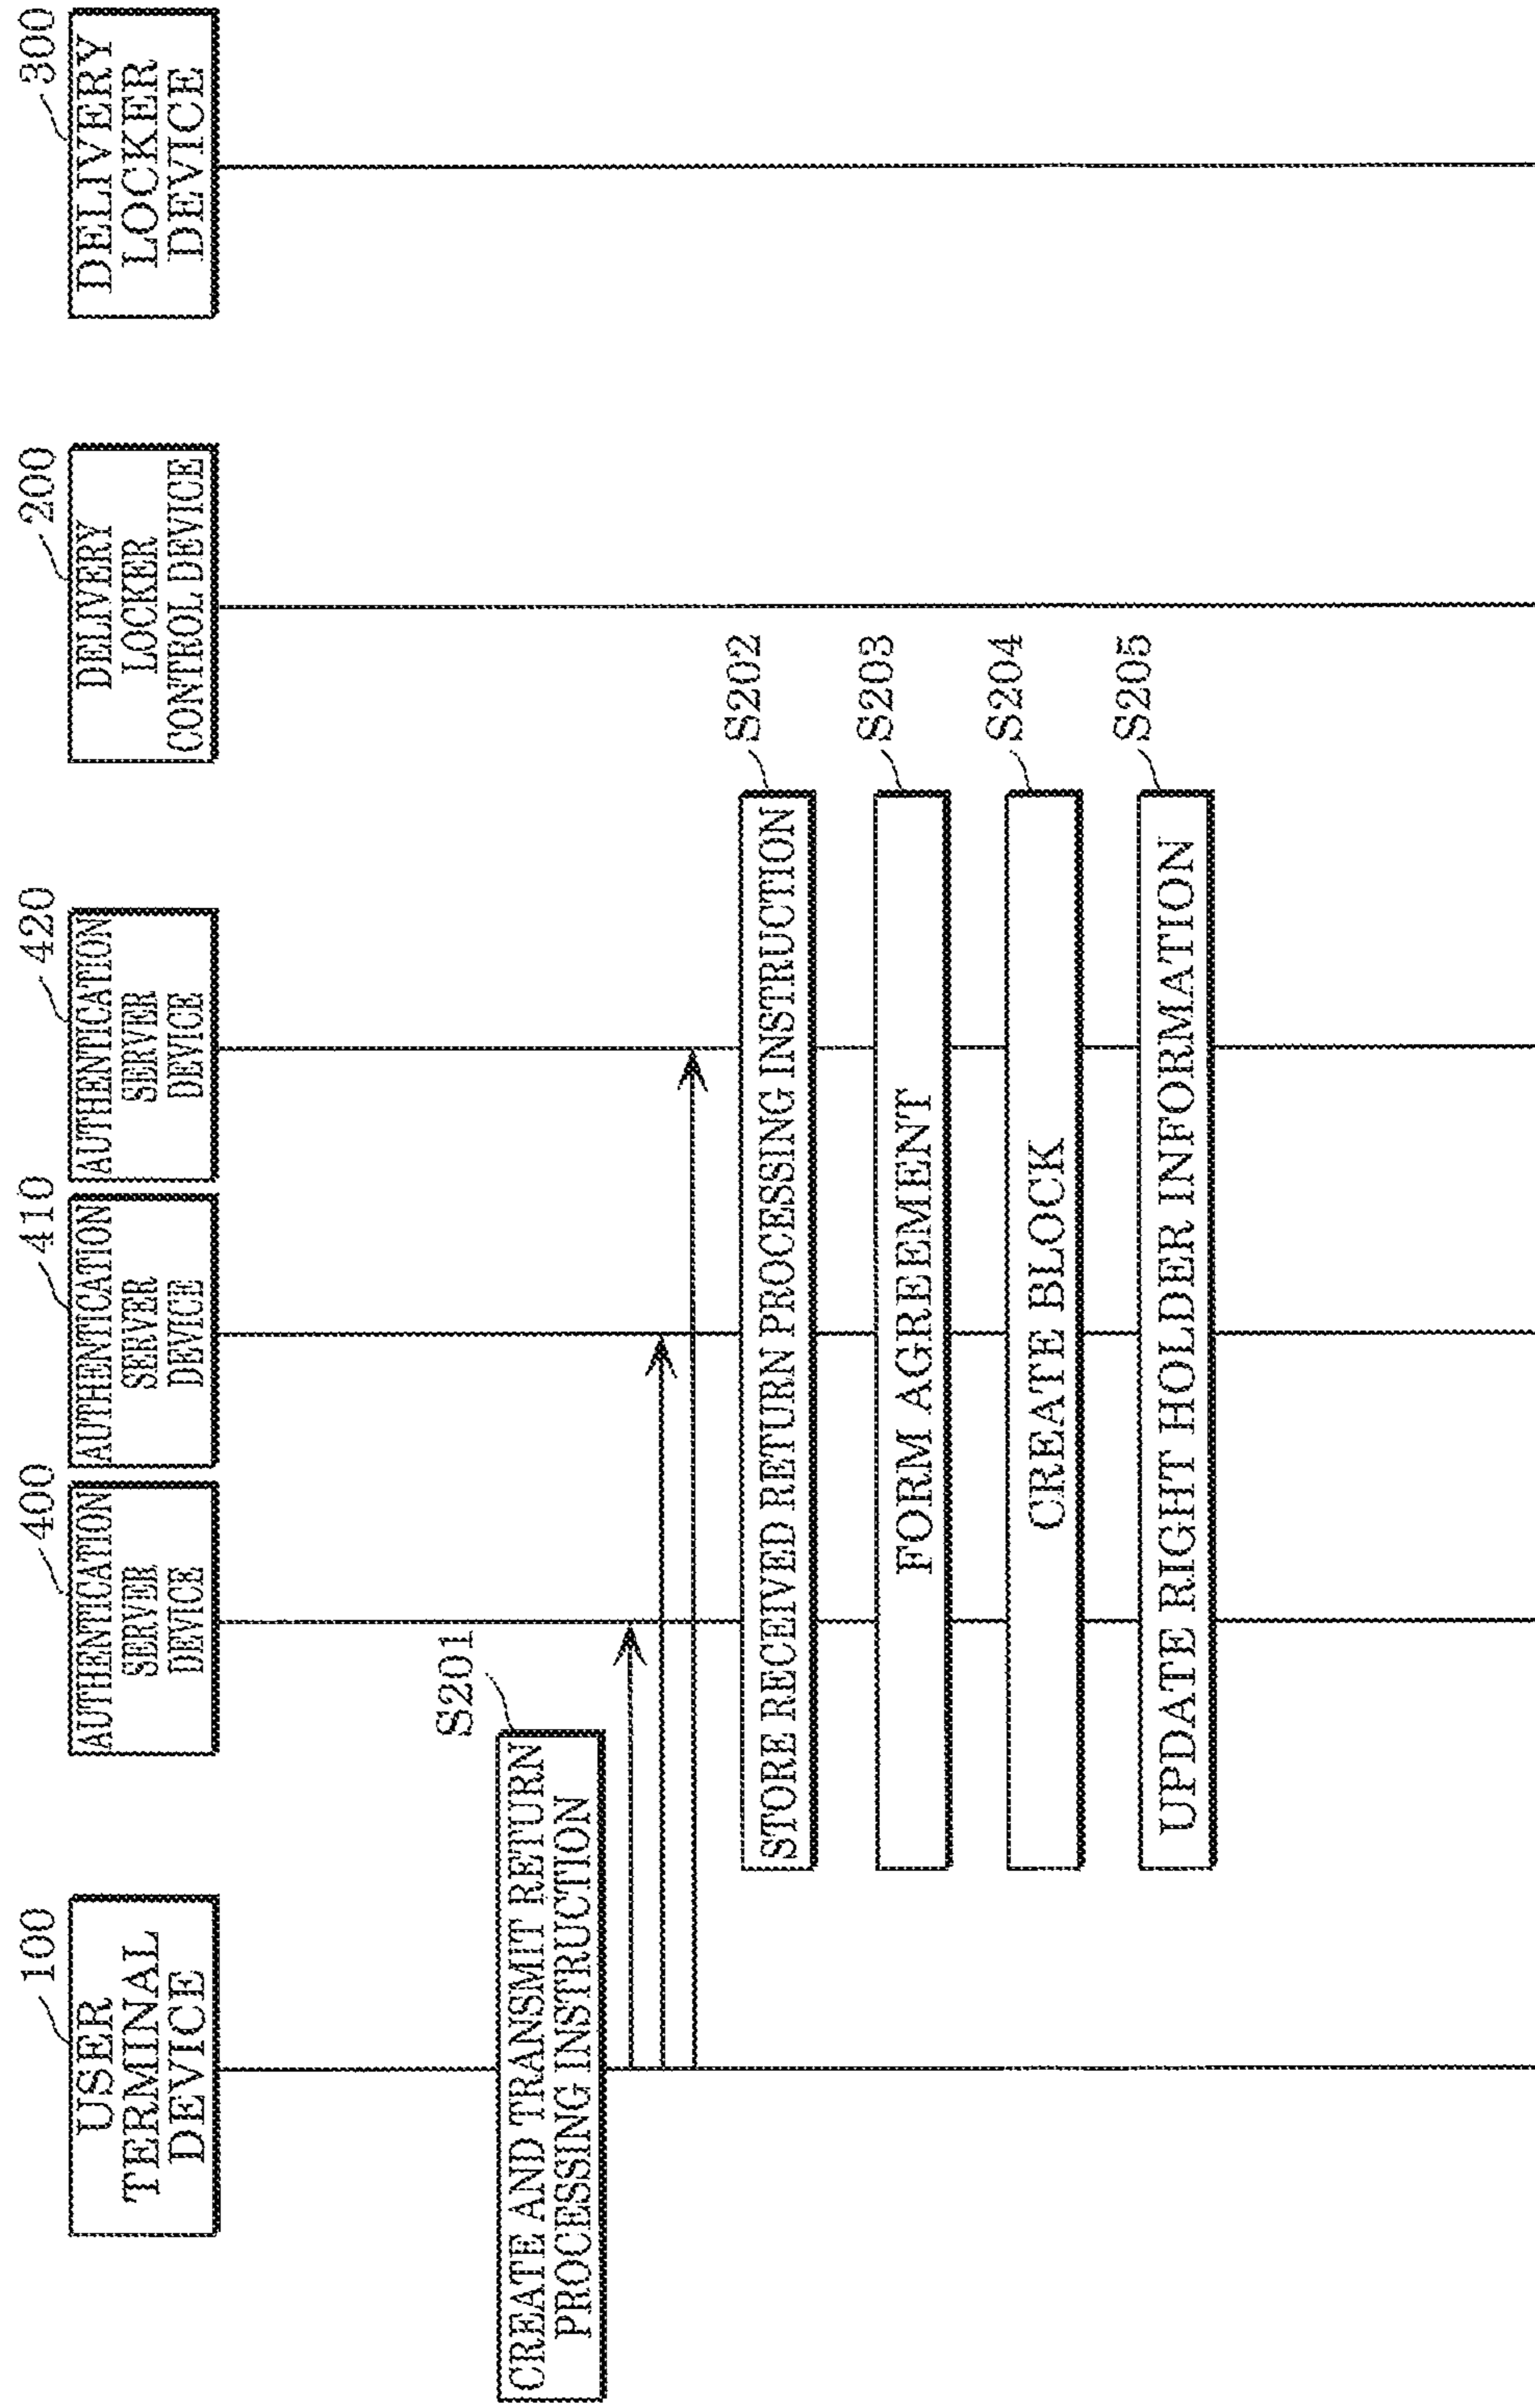 100
USER
TERMINAL
DEVICE
400
AUTHENTICATION
SERVER
DEVICE
410
AUTHENTICATION
SERVER
DEVICE
420
AUTHENTICATION
SERVER
DEVICE
200
DELIVERY
LOCKER
CONTROL DEVICE
300
DELIVERY
LOCKER
DEVICE
S201
CREATE AND TRANSMIT RETURN
PROCESSING INSTRUCTION
S202
STORE RECEIVED RETURN PROCESSING INSTRUCTION
S203
FORM AGREEMENT
S204
CREATE BLOCK
S205
UPDATE RIGHT HOLDER INFORMATION